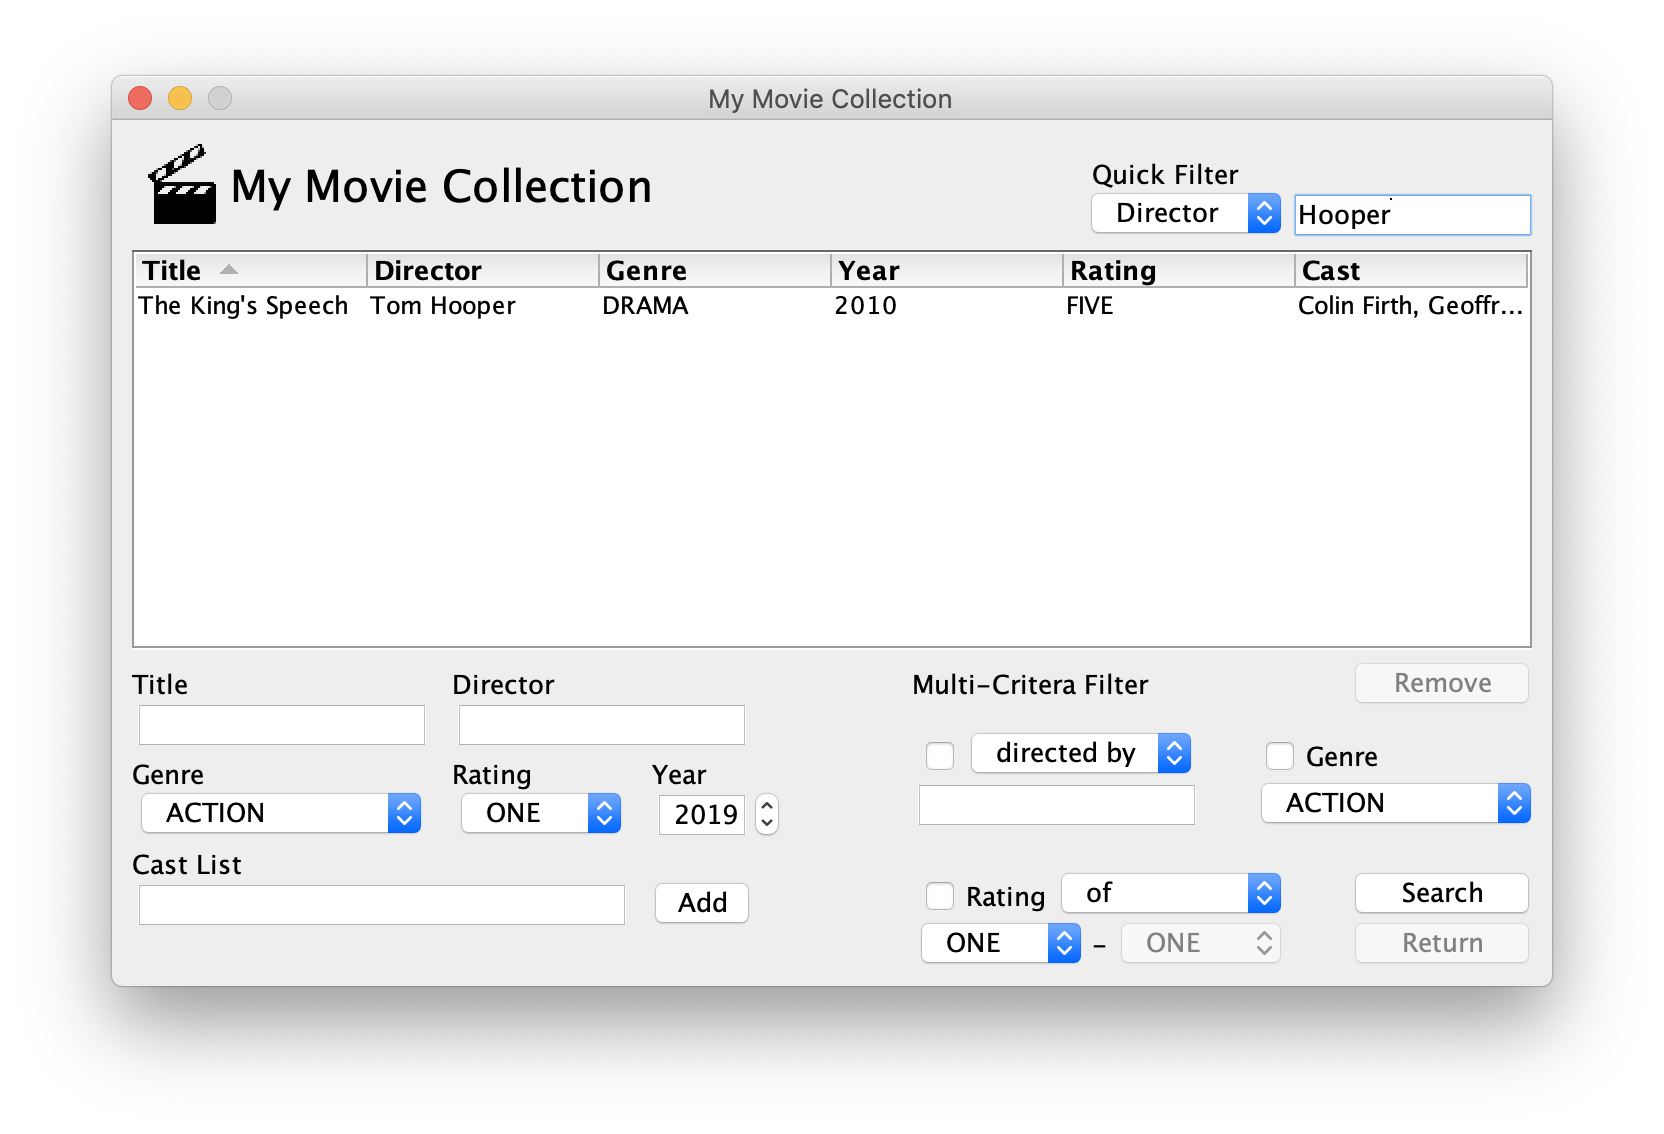 My Movie Collection
My Movie Collection
Quick Filter
Director Hooper
Title Director Genre Year Rating Cast
The King's Speech Tom Hooper DRAMA 2010 FIVE Colin Firth, Geoffr...
Title Director Multi-Critera Filter Remove
directed by Genre
Genre Rating Year
ACTION ONE 2019 ACTION
Cast List
Add Rating of Search
ONE - ONE Return